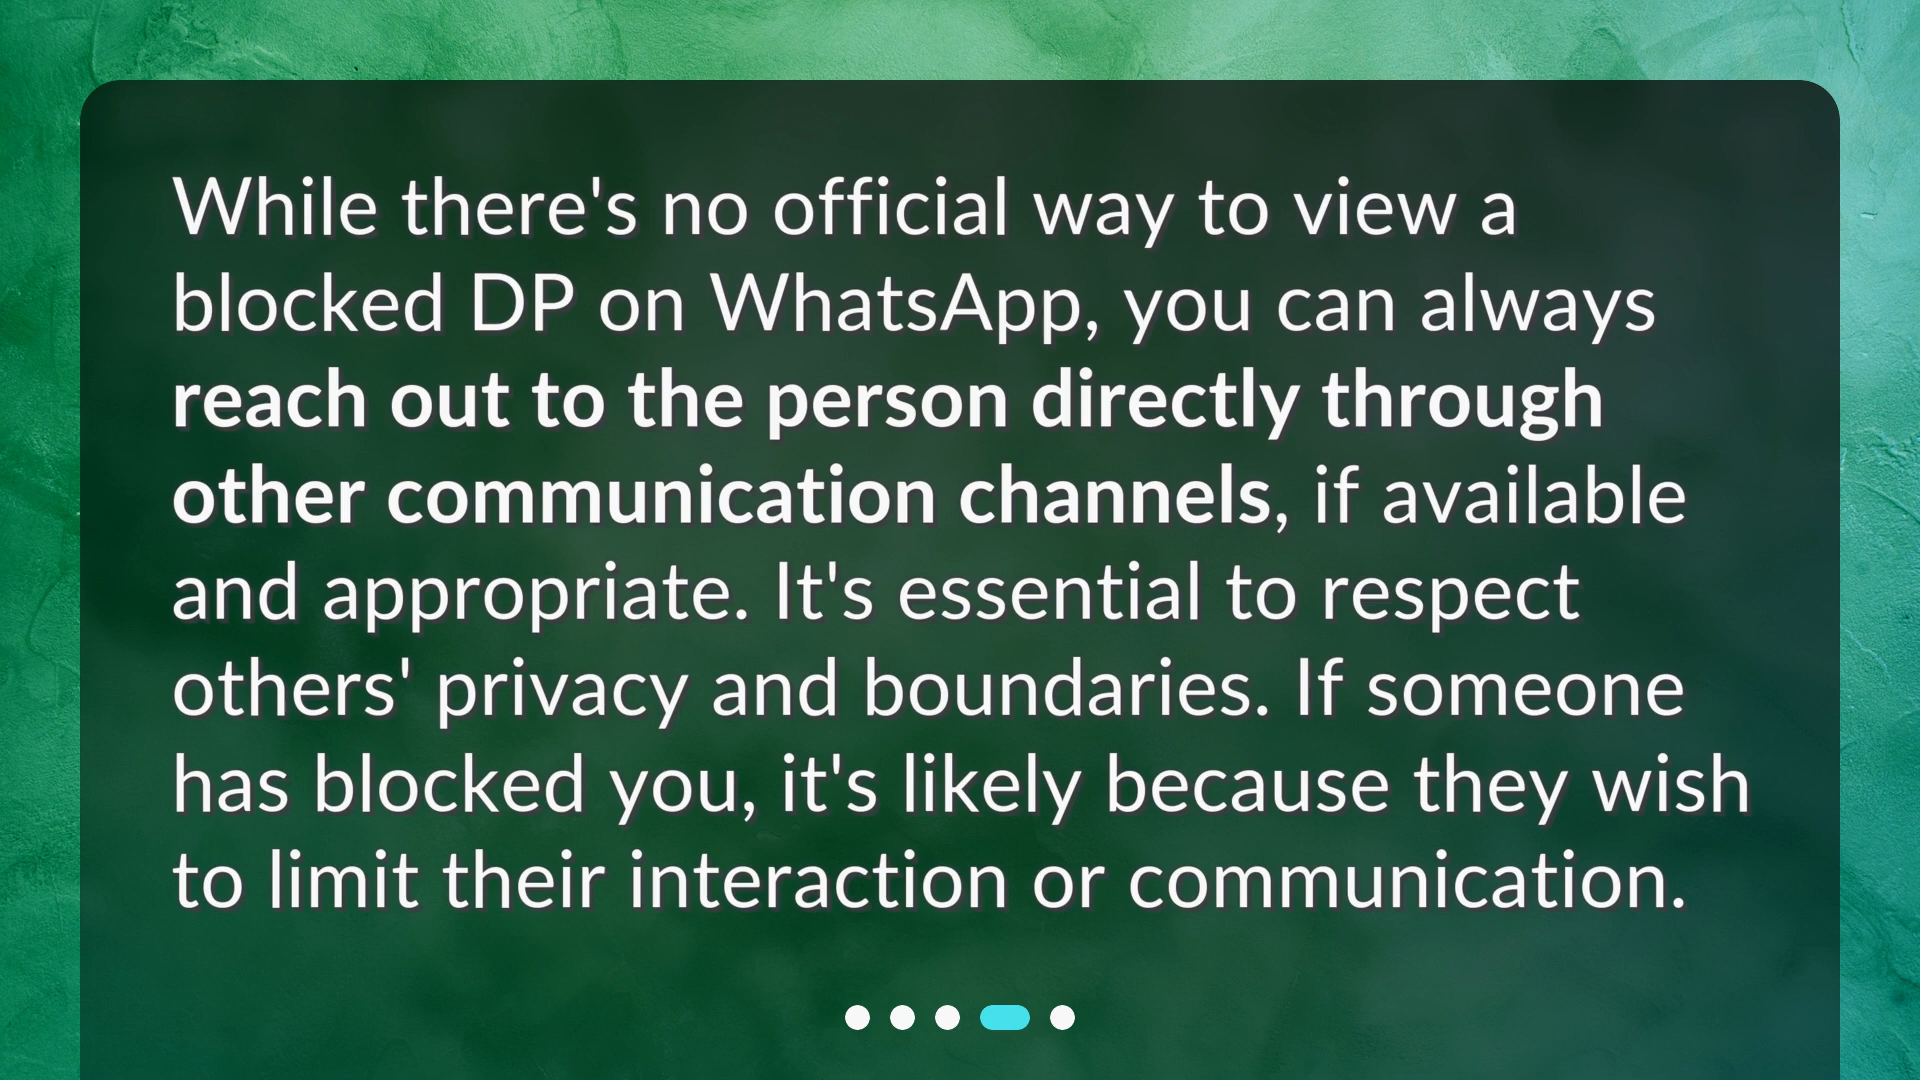 While there's no official way to view a
blocked DP on WhatsApp, you can always
reach out to the person directly through
other communication channels, if available
and appropriate. It's essential to respect
others' privacy and boundaries. If someone
has blocked you, it's likely because they wish
to limit their interaction or communication.